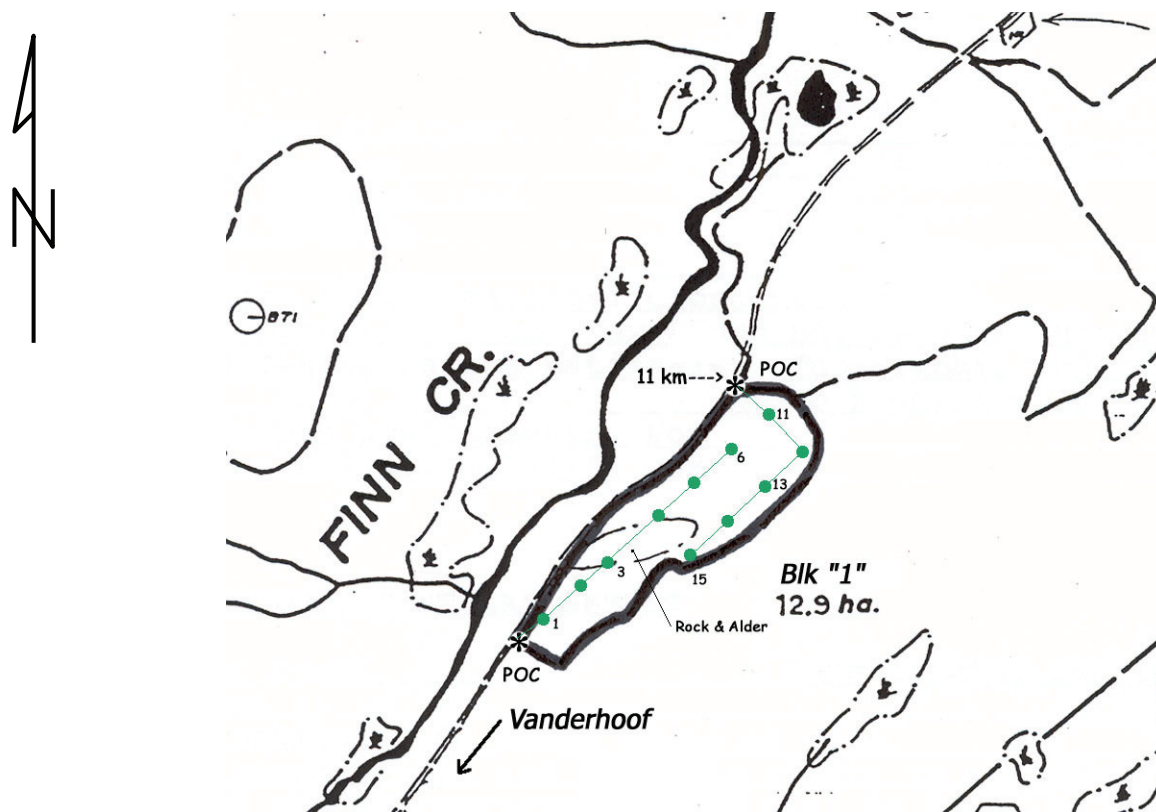 N
BT1
FINN CR.
11 km--->
POC
11
6
13
3
15
Blk "1"
12.9 ha.
1
Rock & Alder
POC
Vanderhoof